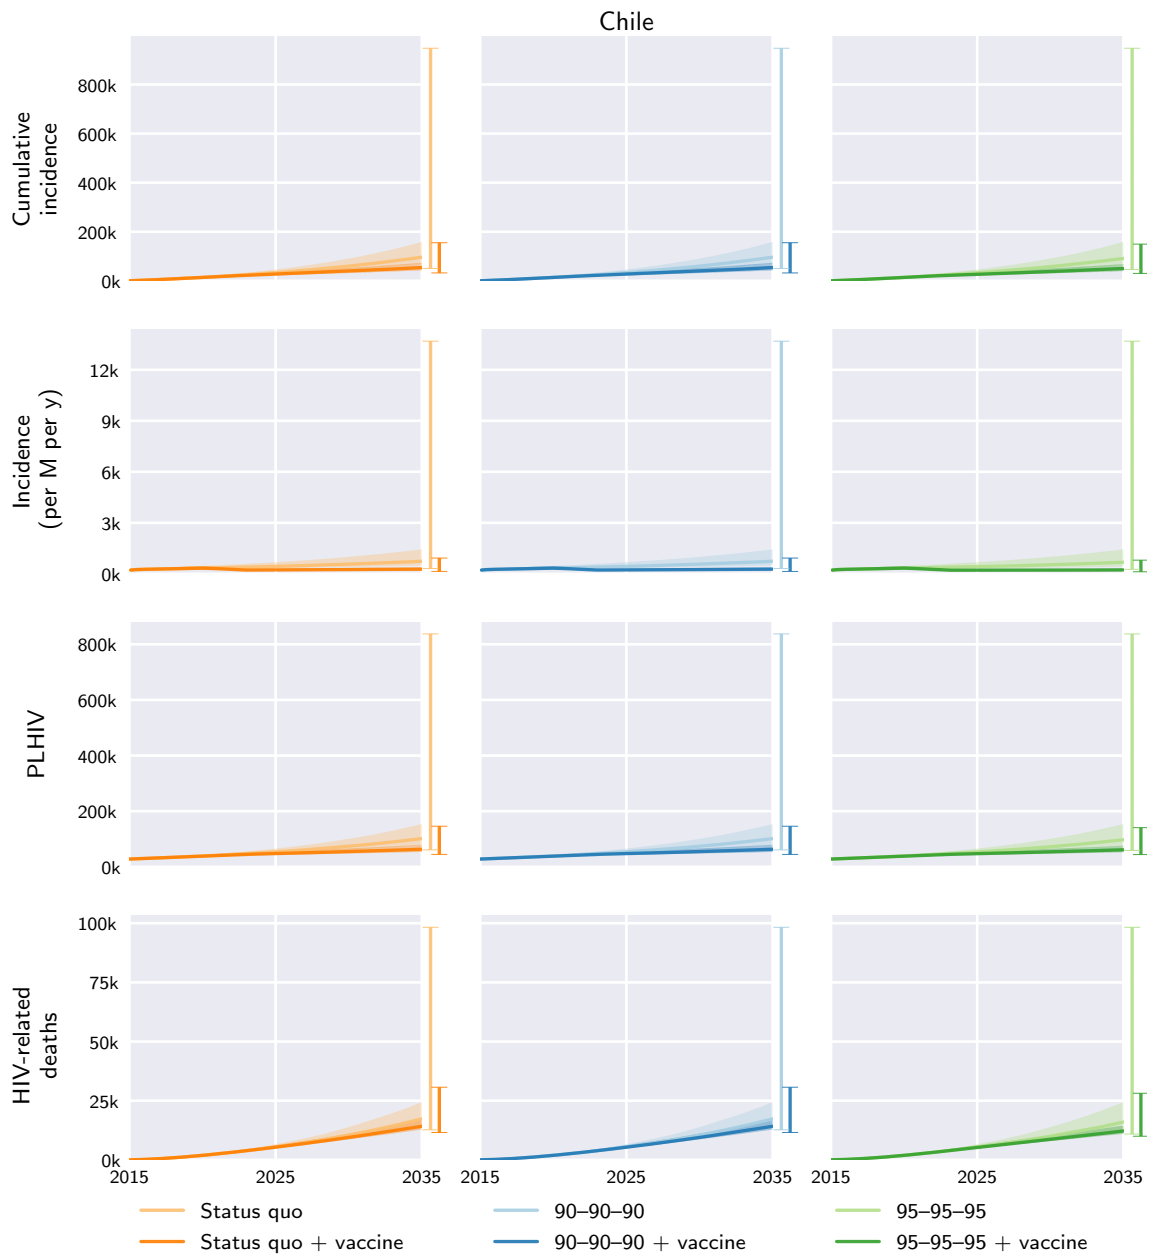 Chile
Cumulative
incidence
800k
600k
400k
200k
0k
Incidence
(per M per y)
12k
9k
6k
3k
0k
PLHIV
800k
600k
400k
200k
0k
HIV-related
deaths
100k
75k
50k
25k
0k
2015 2025 2035 2015 2025 2035 2015 2025 2035
Status quo 90–90–90 95–95–95
Status quo + vaccine 90–90–90 + vaccine 95–95–95 + vaccine